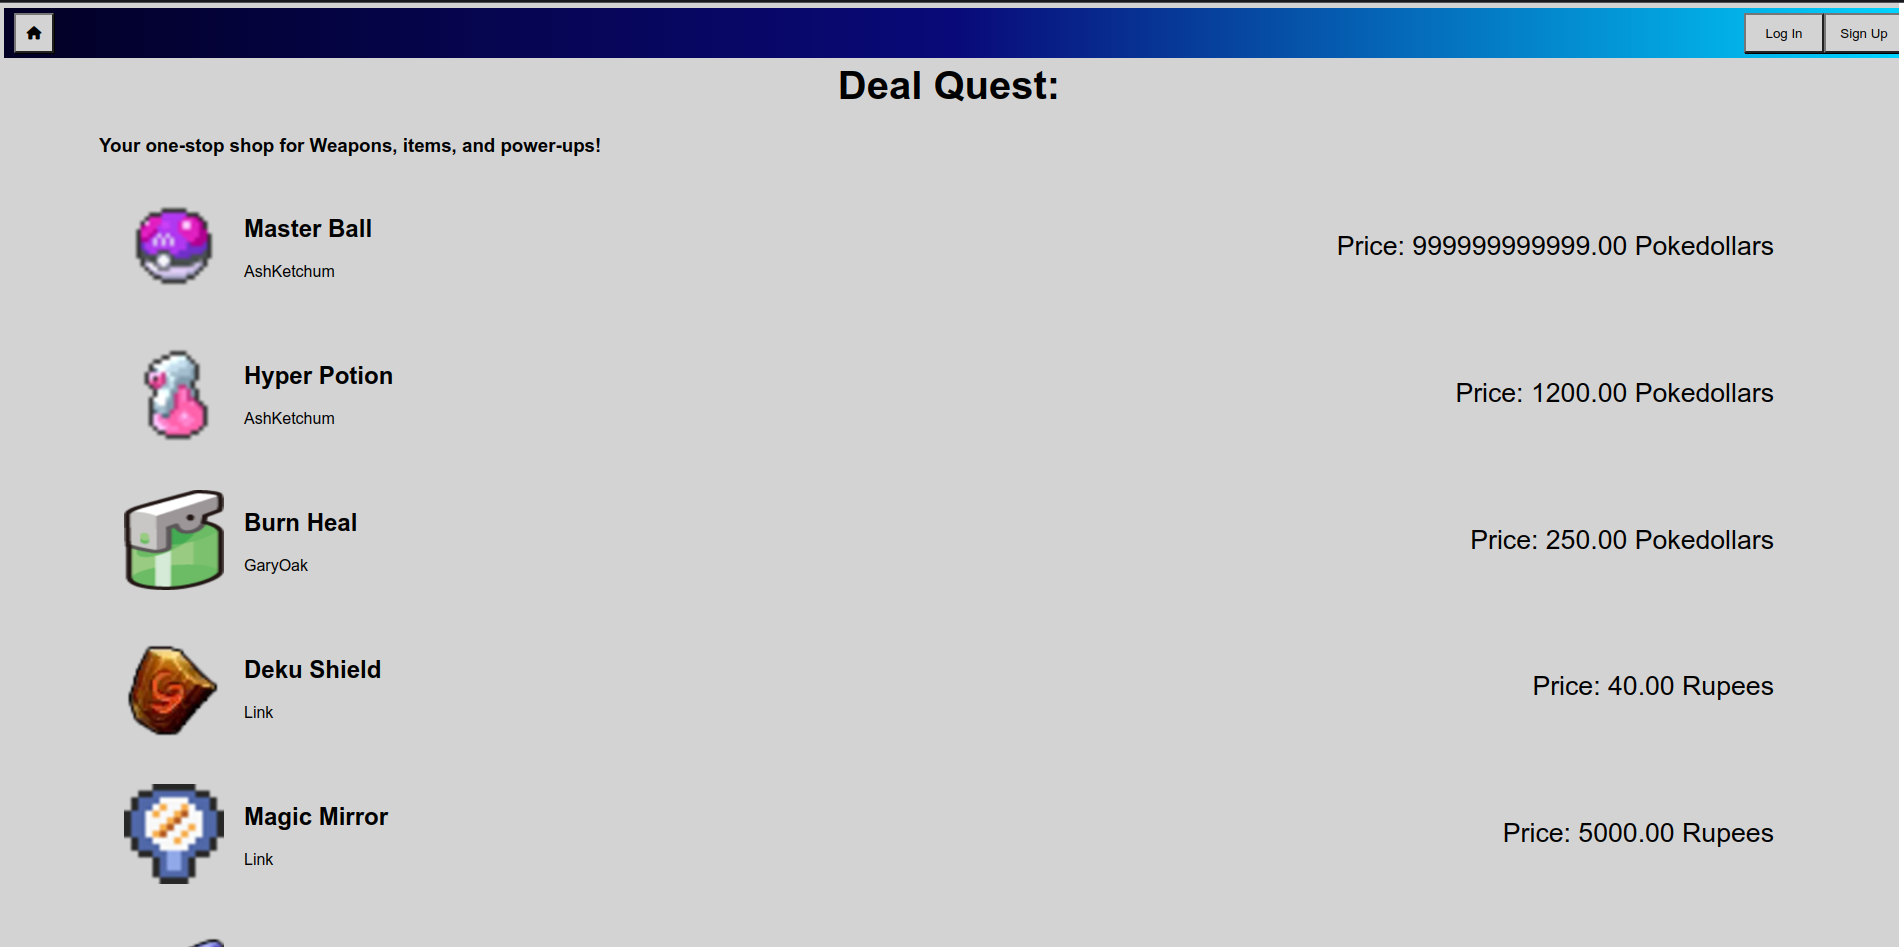 Log In
Sign Up
Deal Quest:
Your one-stop shop for Weapons, items, and power-ups!
Master Ball
AshKetchum
Price: 999999999999.00 Pokedollars
Hyper Potion
AshKetchum
Price: 1200.00 Pokedollars
Burn Heal
GaryOak
Price: 250.00 Pokedollars
Deku Shield
Link
Price: 40.00 Rupees
Magic Mirror
Link
Price: 5000.00 Rupees